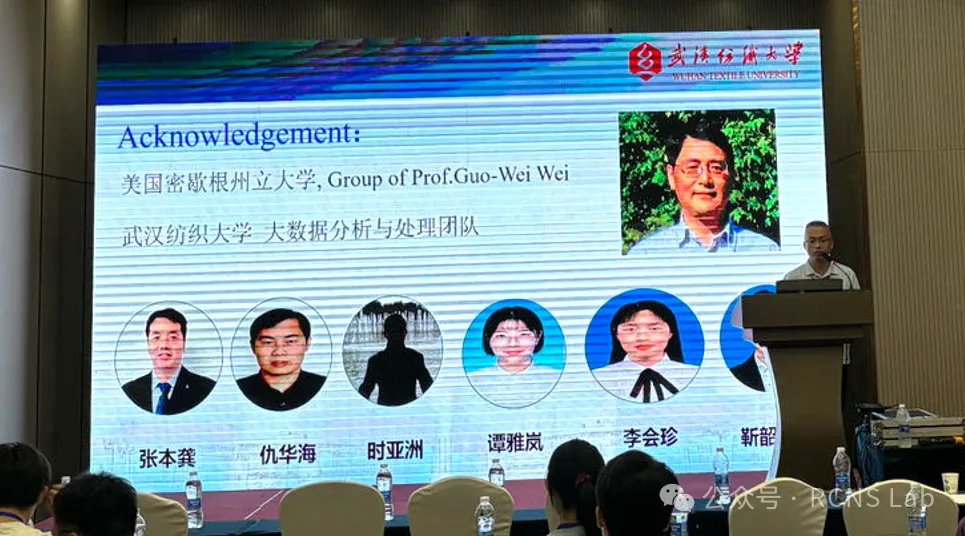 武汉纺织大学
WUHAN TEXTILE UNIVERSITY
Acknowledgement:
美国密歇根州立大学, Group of Prof.Guo-Wei Wei
武汉纺织大学 大数据分析与处理团队
张本龚
仇华海
时亚洲
谭雅岚
李会珍
靳韶
公众号 · RCNS Lab